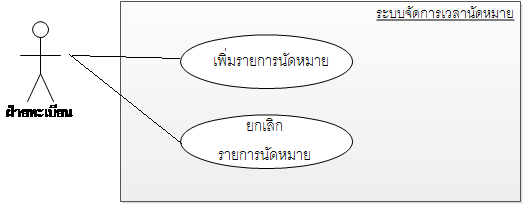 ระบบจัดการเวลานัดหมาย
เพิ่มรายการนัดหมาย
ฝ่ายทะเบียน
ยกเลิก
รายการนัดหมาย